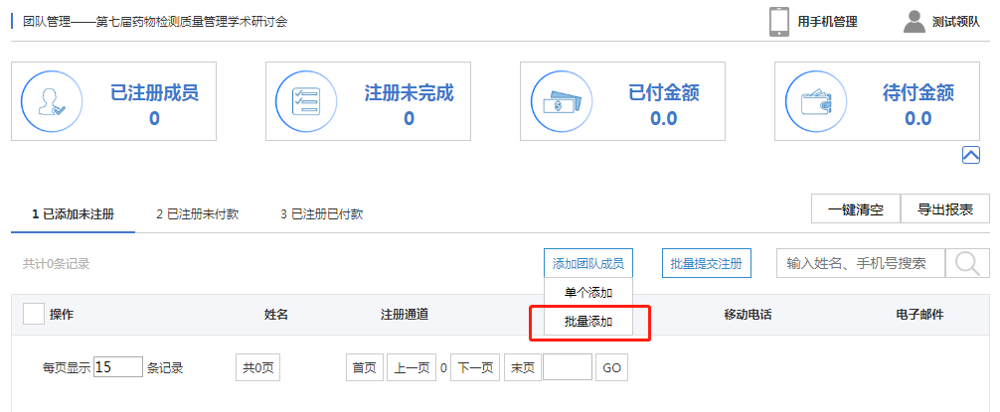 团队管理——第七届药物检测质量管理学术研讨会
用手机管理
测试领队
已注册成员
0
注册未完成
0
已付金额
0.0
待付金额
0.0
1 已添加未注册
2 已注册未付款
3 已注册已付款
一键清空
导出报表
共计0条记录
添加团队成员
批量提交注册
输入姓名、手机号搜索
单个添加
批量添加
操作
姓名
注册通道
移动电话
电子邮件
每页显示 15 条记录
共0页
首页 上一页 0 下一页 末页 GO